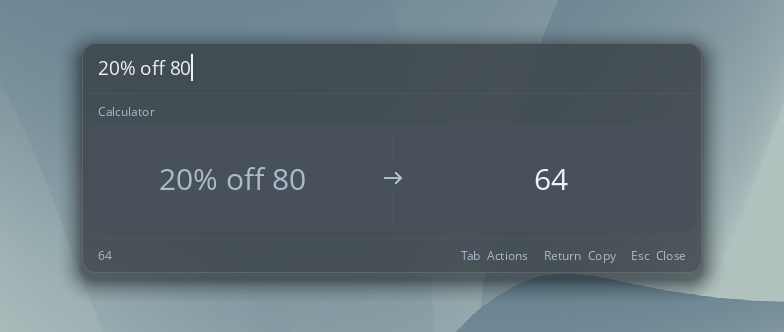 20% off 80
Calculator
20% off 80 → 64
64 Tab Actions Return Copy Esc Close